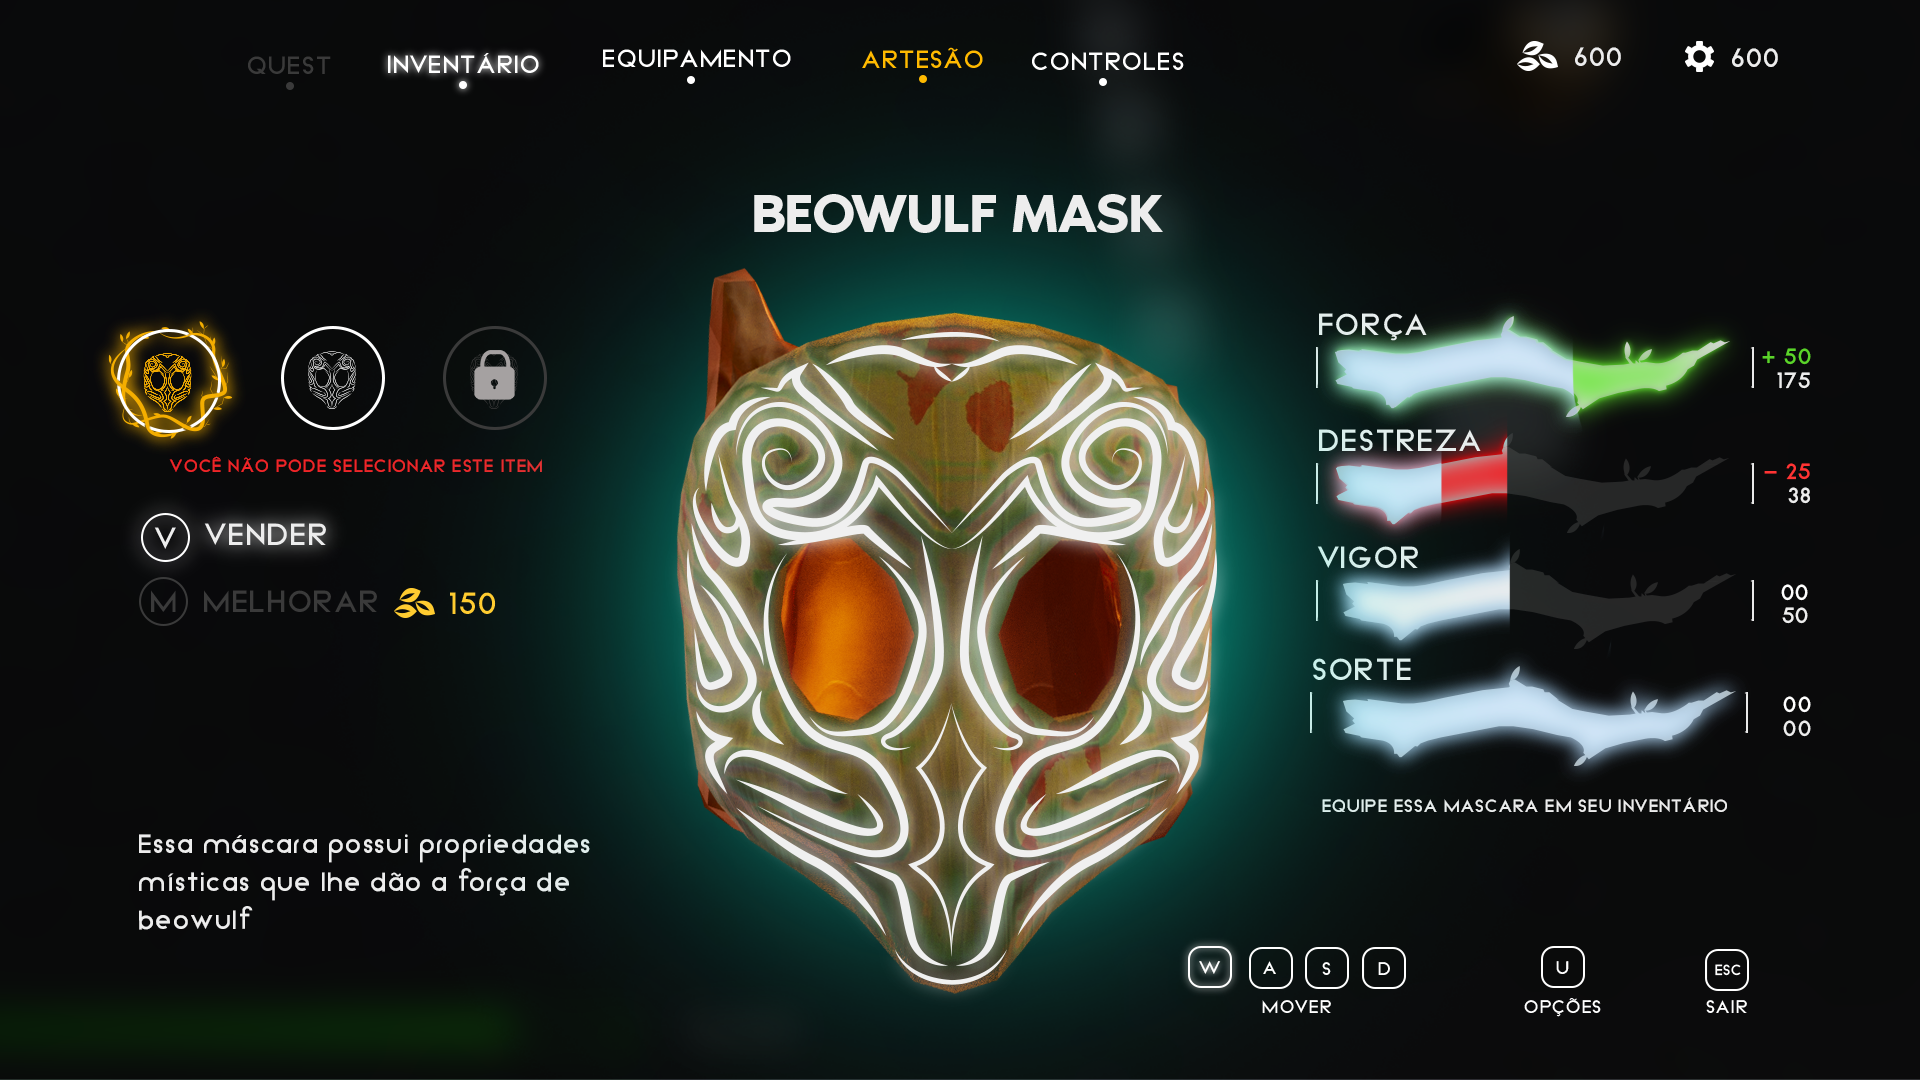 QUEST
INVENTÁRIO
EQUIPAMENTO
ARTESÃO
CONTROLES
600
600
BEOWULF MASK
VOCÊ NÃO PODE SELECIONAR ESTE ITEM
V VENDER
M MELHORAR 150
Essa máscara possui propriedades
místicas que lhe dão a força de
beowulf
FORÇA
+ 50
175
DESTREZA
- 25
38
VIGOR
00
50
SORTE
00
00
EQUIPE ESSA MASCARA EM SEU INVENTÁRIO
W A S D
MOVER
U
OPÇÕES
ESC
SAIR